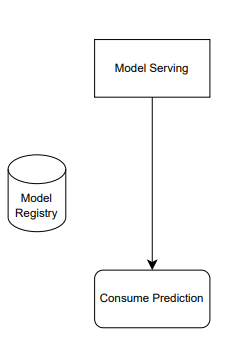 Model Serving
Model
Registry
Consume Prediction